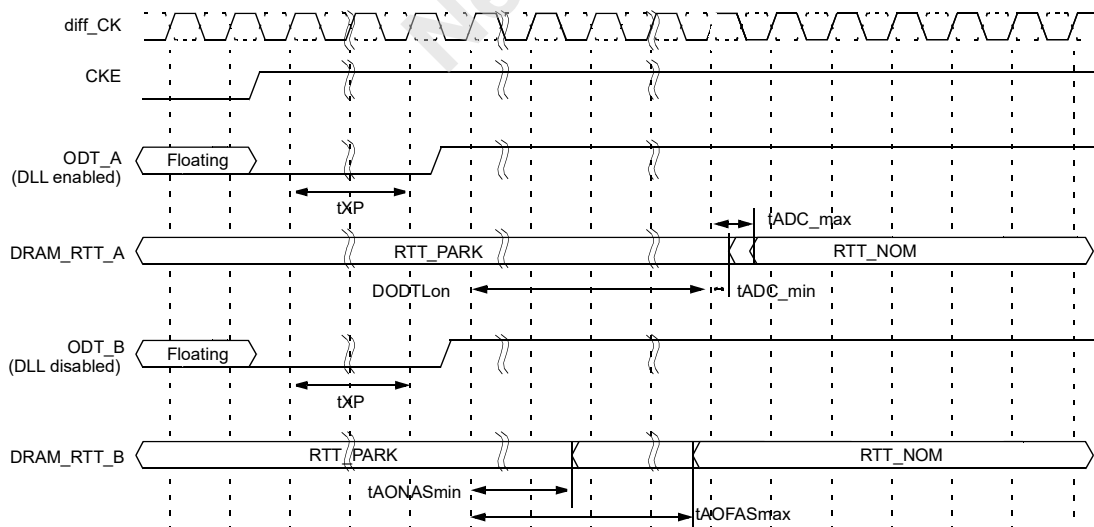 diff_CK
CKE
ODT_A
(DLL enabled)
Floating
tXP
tADC_max
DRAM_RTT_A
RTT_PARK
RTT_NOM
DODTLon
tADC_min
ODT_B
(DLL disabled)
Floating
tXP
DRAM_RTT_B
RTT_PARK
RTT_NOM
tAONASmin
tAOFASmax